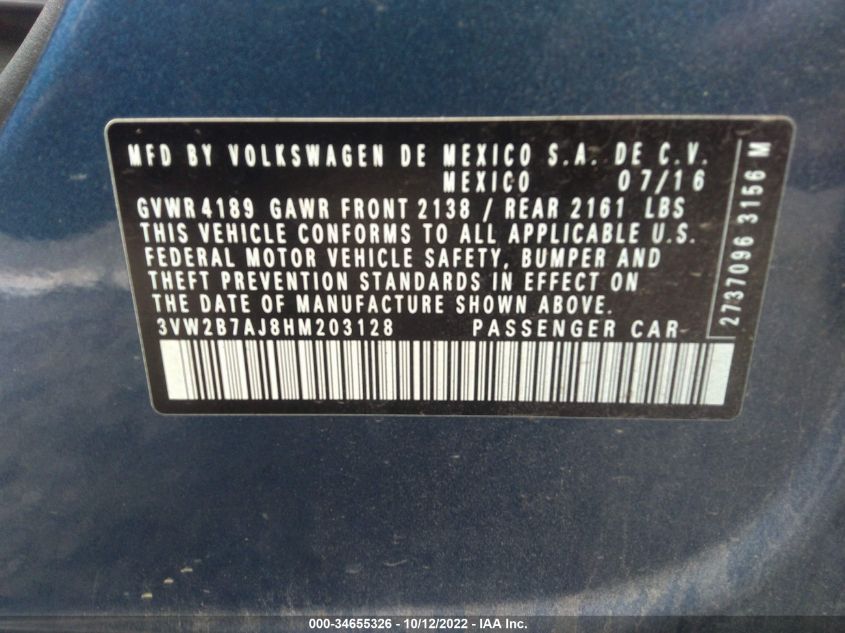 MFD BY VOLKSWAGEN DE MEXICO S.A. DE C.V.
MEXICO 07/16
GVWR 4189 GAWR FRONT 2138 / REAR 2161 LBS
THIS VEHICLE CONFORMS TO ALL APPLICABLE U.S.
FEDERAL MOTOR VEHICLE SAFETY, BUMPER AND
THEFT PREVENTION STANDARDS IN EFFECT ON
THE DATE OF MANUFACTURE SHOWN ABOVE.
3VW2B7AJ8HM203128 PASSENGER CAR
2737096 3156 M
000-34655326 - 10/12/2022 - IAA Inc.